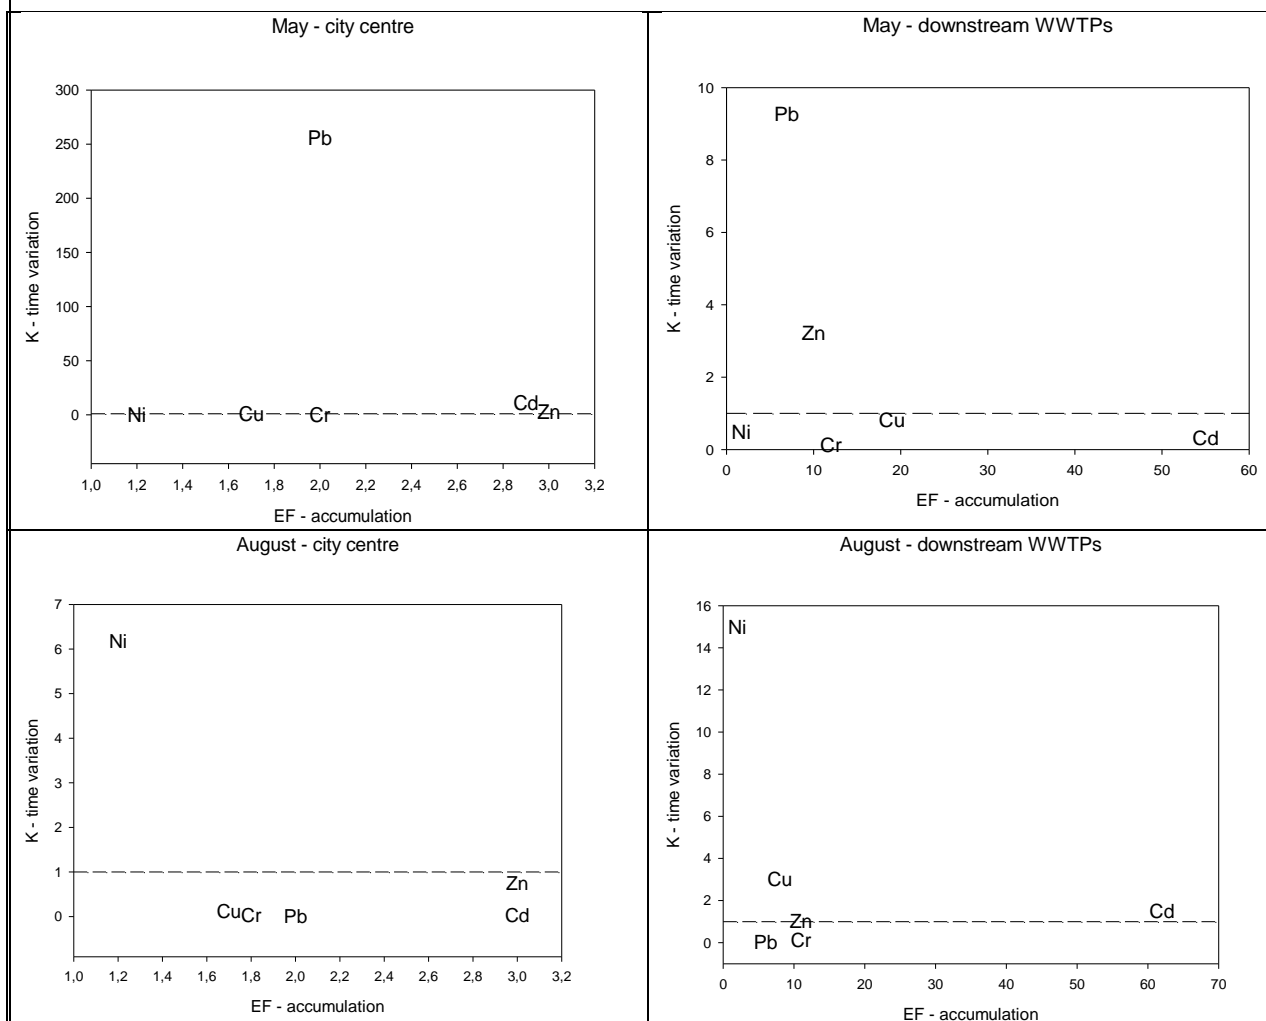 May - city centre
300
250
200
150
100
50
0
K - time variation
Pb
Ni
Cu
Cr
Cd
Zn
1,0 1,2 1,4 1,6 1,8 2,0 2,2 2,4 2,6 2,8 3,0 3,2
EF - accumulation
May - downstream WWTPs
10
8
6
4
2
0
K - time variation
Pb
Zn
Cu
Ni
Cr
Cd
0 10 20 30 40 50 60
EF - accumulation
August - city centre
7
6
5
4
3
2
1
0
K - time variation
Ni
Zn
Cu
Cr
Pb
Cd
1,0 1,2 1,4 1,6 1,8 2,0 2,2 2,4 2,6 2,8 3,0 3,2
EF - accumulation
August - downstream WWTPs
16
14
12
10
8
6
4
2
0
K - time variation
Ni
Cu
Cd
Zn
Pb
Cr
0 10 20 30 40 50 60 70
EF - accumulation